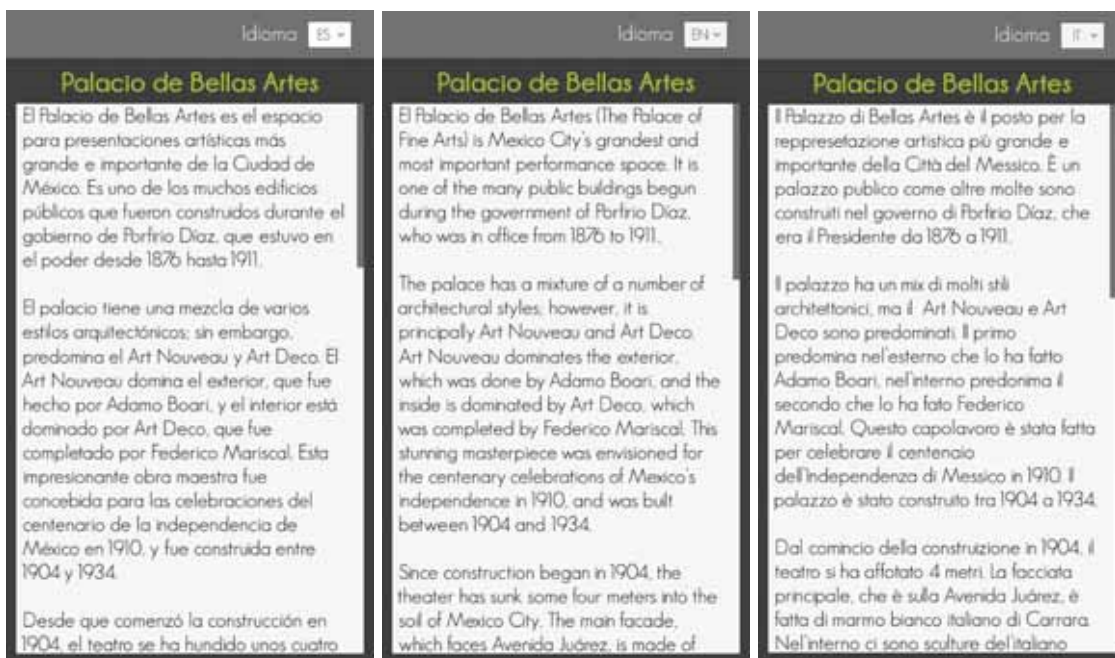 Idioma ES
Palacio de Bellas Artes
El Palacio de Bellas Artes es el espacio
para presentaciones artísticas más
grande e importante de la Ciudad de
México. Es uno de los muchos edificios
públicos que fueron construidos durante el
gobierno de Porfirio Díaz, que estuvo en
el poder desde 1876 hasta 1911.
El palacio tiene una mezcla de varios
estilos arquitectónicos; sin embargo,
predomina el Art Nouveau y Art Deco. El
Art Nouveau domina el exterior, que fue
hecho por Adamo Boari, y el interior está
dominado por Art Deco, que fue
completado por Federico Mariscal. Esta
impresionante obra maestra fue
concebida para las celebraciones del
centenario de la independencia de
México en 1910, y fue construida entre
1904 y 1934.
Desde que comenzó la construcción en
1904, el teatro se ha hundido unos cuatro
Idioma EN
Palacio de Bellas Artes
El Palacio de Bellas Artes (The Palace of
Fine Arts) is Mexico City's grandest and
most important performance space. It is
one of the many public buildings begun
during the government of Porfirio Díaz,
who was in office from 1876 to 1911.
The palace has a mixture of a number of
architectural styles; however, it is
principally Art Nouveau and Art Deco.
Art Nouveau dominates the exterior,
which was done by Adamo Boari, and the
inside is dominated by Art Deco, which
was completed by Federico Mariscal. This
stunning masterpiece was envisioned for
the centenary celebrations of Mexico's
independence in 1910, and was built
between 1904 and 1934.
Since construction began in 1904, the
theater has sunk some four meters into the
soil of Mexico City. The main facade,
which faces Avenida Juárez, is made of
Idioma IT
Palacio de Bellas Artes
Il Palazzo di Bellas Artes è il posto per la
reppresetazione artistica più grande e
importante della Città del Messico. È un
palazzo publico come altre molte sono
construiti nel governo di Porfirio Díaz, che
era il Presidente da 1876 a 1911.
Il palazzo ha un mix di molti stili
architettonici, ma il Art Nouveau e Art
Deco sono predominati. Il primo
predomina nel'esterno che lo ha fatto
Adamo Boari, nel'interno predonima il
secondo che lo ha fato Federico
Mariscal. Questo capolavoro è stata fatta
per celebrare il centenaio
dell'Independenza di Messico in 1910. Il
palazzo è stato construito tra 1904 a 1934.
Dal comincio della construizione in 1904, il
teatro si ha affotato 4 metri. La facciata
principale, che è sulla Avenida Juárez, è
fatta di marmo bianco italiano di Carrara.
Nel'interno ci sono sculture del'italiano